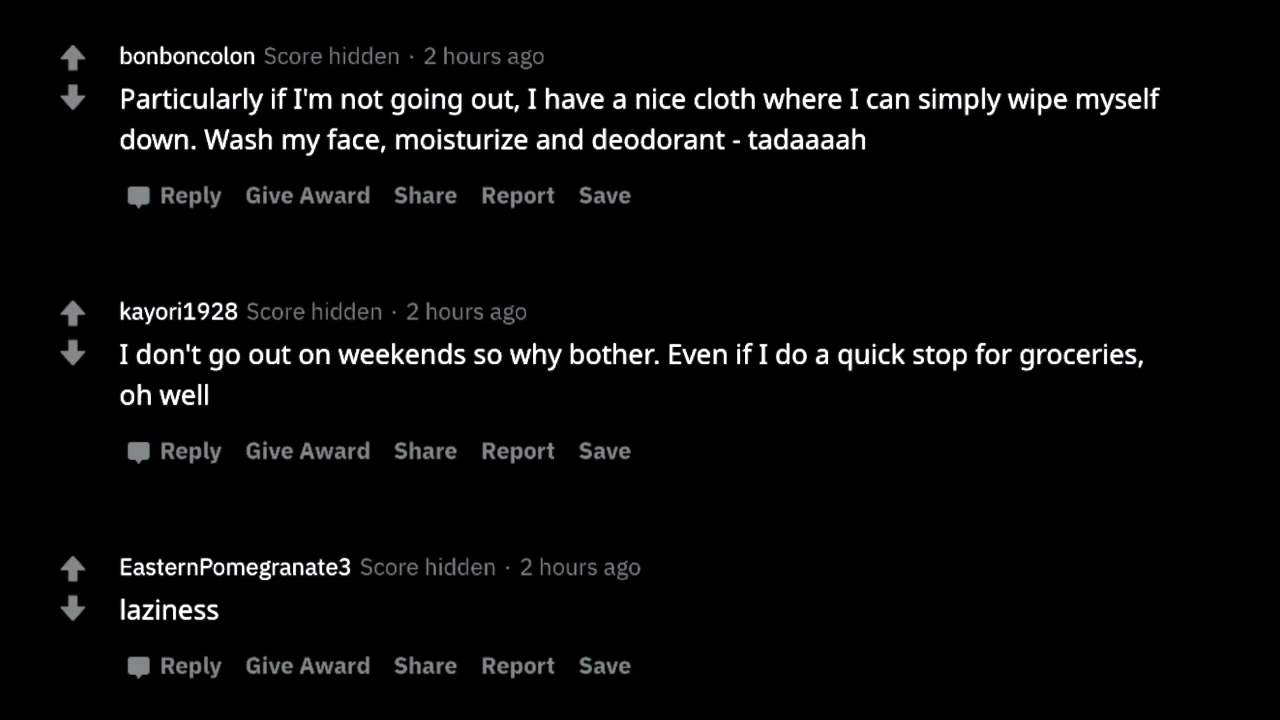 bonboncolon Score hidden · 2 hours ago
Particularly if I'm not going out, I have a nice cloth where I can simply wipe myself
down. Wash my face, moisturize and deodorant - tadaaaah
Reply Give Award Share Report Save
kayori1928 Score hidden · 2 hours ago
I don't go out on weekends so why bother. Even if I do a quick stop for groceries,
oh well
Reply Give Award Share Report Save
EasternPomegranate3 Score hidden · 2 hours ago
laziness
Reply Give Award Share Report Save